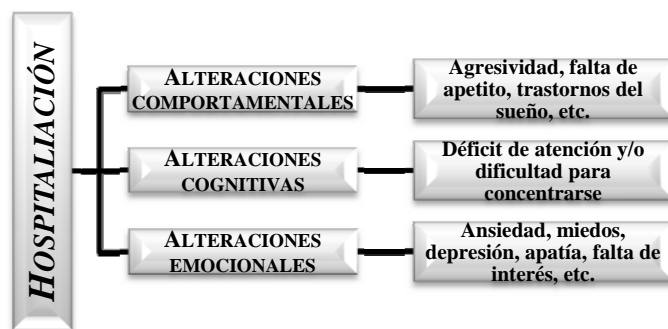 HOSPITALIACIÓN
ALTERACIONES
COMPORTAMENTALES
Agresividad, falta de
apetito, trastornos del
sueño, etc.
ALTERACIONES
COGNITIVAS
Déficit de atención y/o
dificultad para
concentrarse
ALTERACIONES
EMOCIONALES
Ansiedad, miedos,
depresión, apatía, falta de
interés, etc.